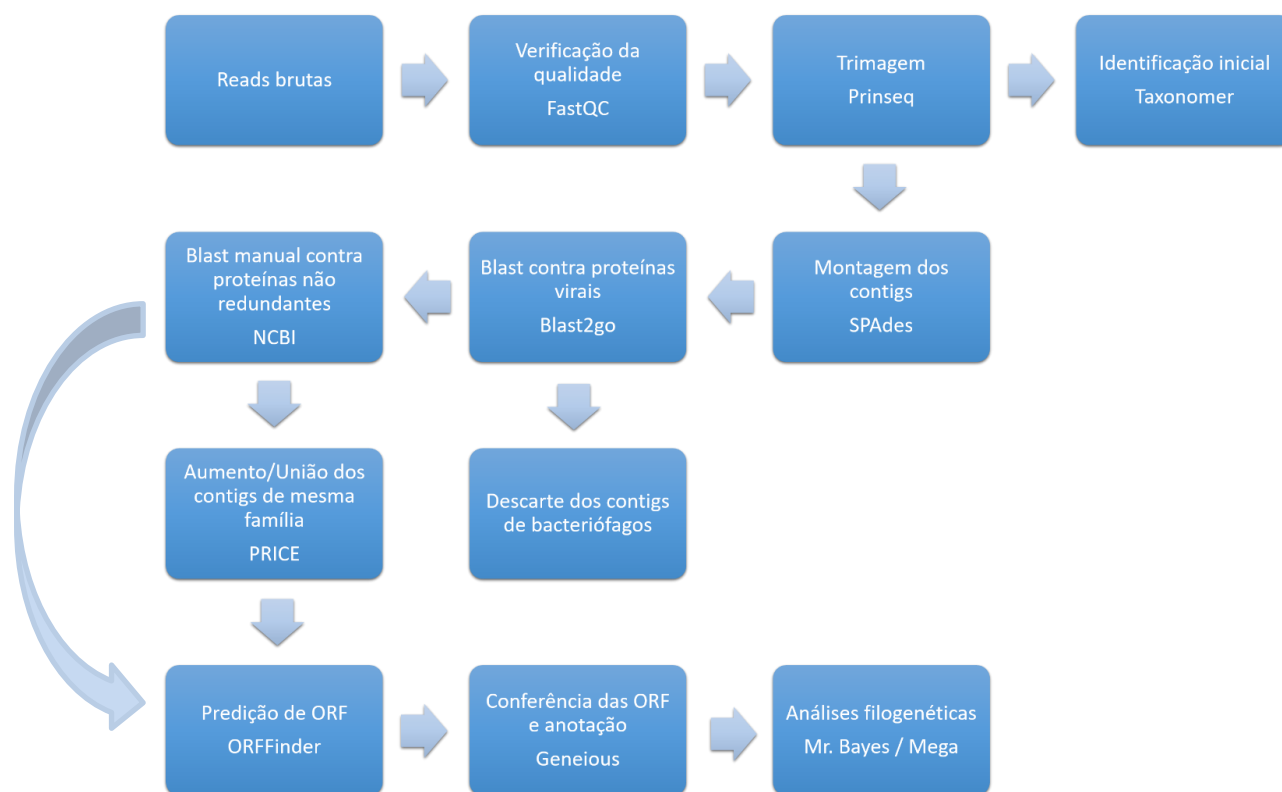 Reads brutas
Verificação da
qualidade
FastQC
Trimagem
Prinseq
Identificação inicial
Taxonomer
Blast manual contra
proteínas não
redundantes
NCBI
Blast contra proteínas
virais
Blast2go
Montagem dos
contigs
SPAdes
Aumento/União dos
contigs de mesma
família
PRICE
Descarte dos contigs
de bacteriófagos
Predição de ORF
ORFFinder
Conferência das ORF
e anotação
Geneious
Análises filogenéticas
Mr. Bayes / Mega